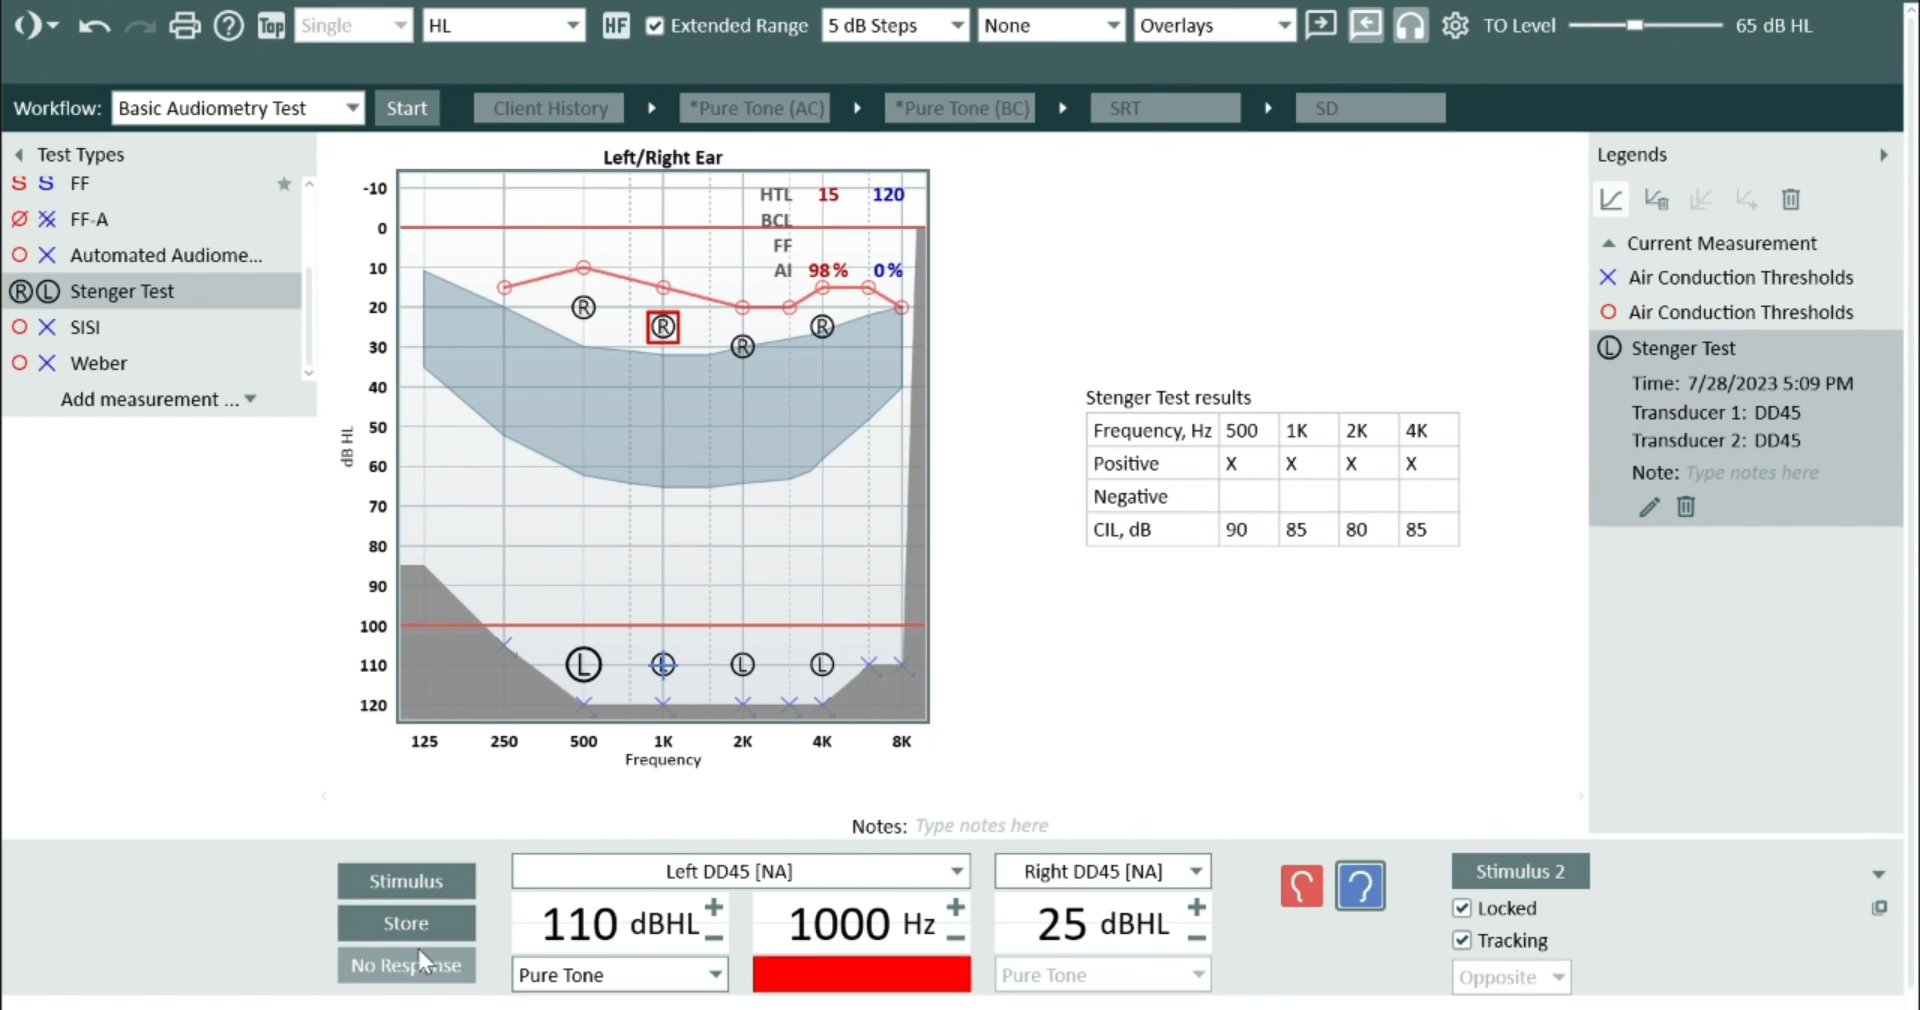 Top Single HL HF Extended Range 5 dB Steps None Overlays TO Level 65 dB HL
Workflow: Basic Audiometry Test Start Client History *Pure Tone (AC) *Pure Tone (BC) SRT SD
Test Types
S S FF
FF-A
Automated Audiome...
R L Stenger Test
SISI
Weber
Add measurement ...
Left/Right Ear
HTL 15 120
BCL
FF
AI 98% 0%
-10
0
10
20
30
40
50
60
70
80
90
100
110
120
dB HL
R
R
R
R
L
L
L
L
125 250 500 1K 2K 4K 8K
Frequency
Stenger Test results
Frequency, Hz 500 1K 2K 4K
Positive X X X X
Negative
CIL, dB 90 85 80 85
Legends
Current Measurement
Air Conduction Thresholds
Air Conduction Thresholds
L Stenger Test
Time: 7/28/2023 5:09 PM
Transducer 1: DD45
Transducer 2: DD45
Note: Type notes here
Notes: Type notes here
Stimulus
Store
No Response
Left DD45 [NA] Right DD45 [NA]
110 dBHL 1000 Hz 25 dBHL
Pure Tone Pure Tone
Stimulus 2
Locked
Tracking
Opposite